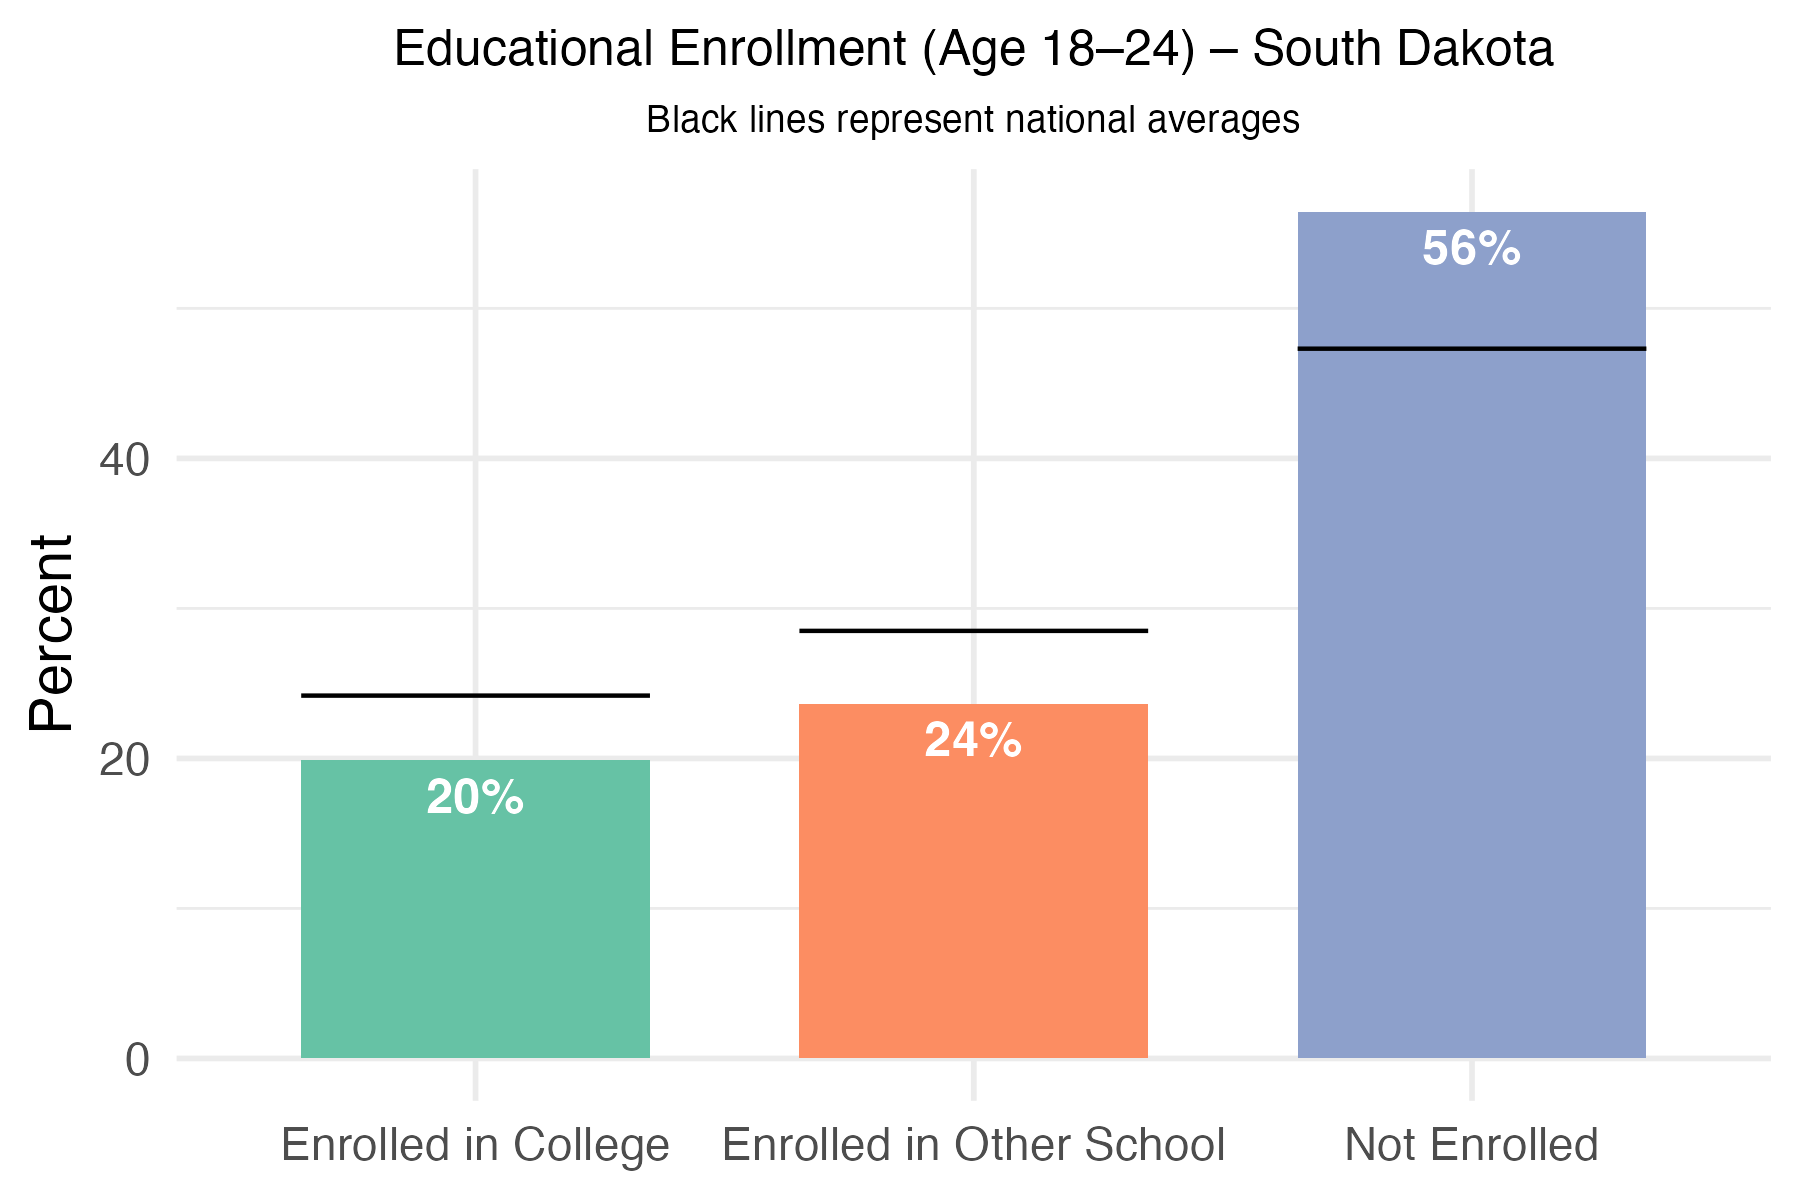 Educational Enrollment (Age 18–24) – South Dakota
Black lines represent national averages
56%
40
Percent
24%
20
20%
0
Enrolled in College
Enrolled in Other School
Not Enrolled